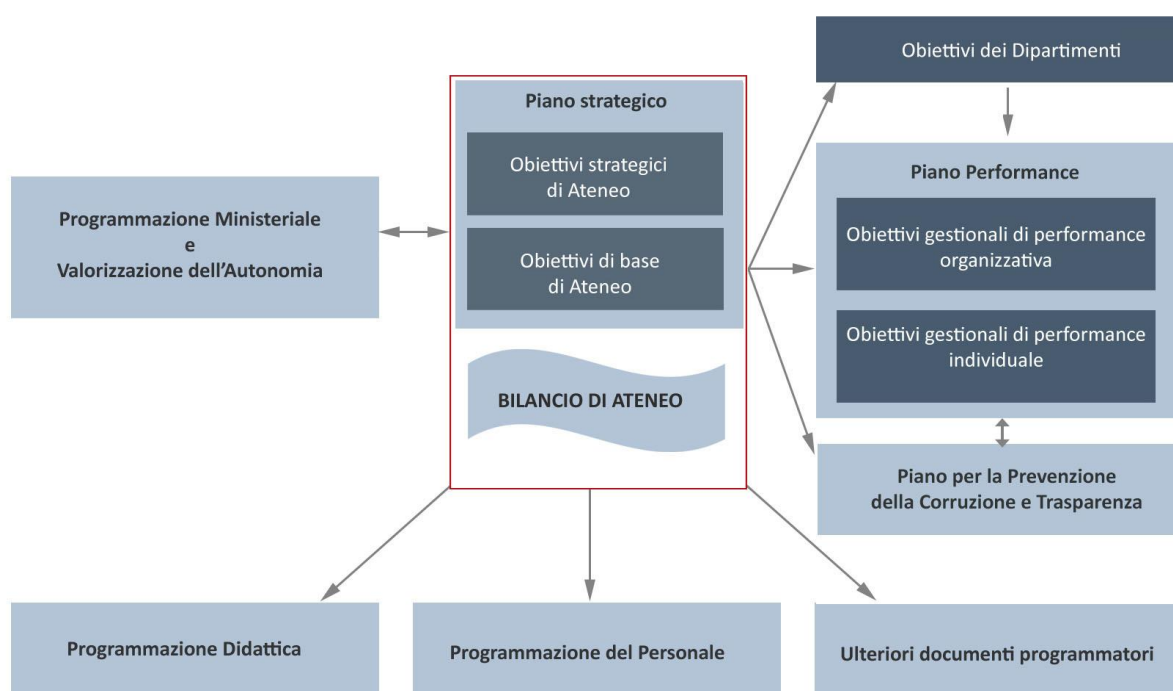 Obiettivi dei Dipartimenti
Piano strategico
Obiettivi strategici
di Ateneo
Obiettivi di base
di Ateneo
BILANCIO DI ATENEO
Programmazione Ministeriale
e
Valorizzazione dell'Autonomia
Piano Performance
Obiettivi gestionali di performance
organizzativa
Obiettivi gestionali di performance
individuale
Piano per la Prevenzione
della Corruzione e Trasparenza
Programmazione Didattica
Programmazione del Personale
Ulteriori documenti programmatori